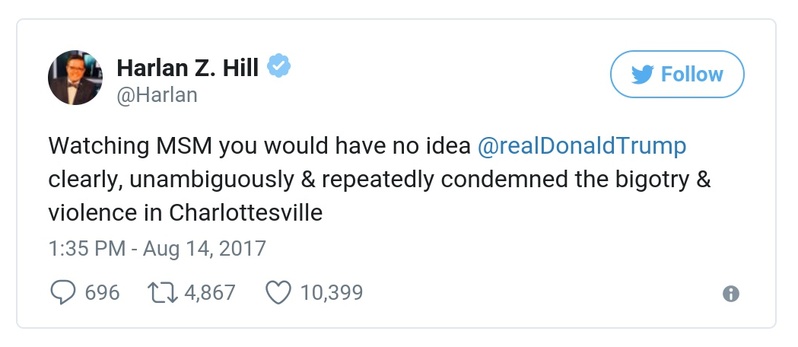 Harlan Z. Hill
@Harlan
Follow
Watching MSM you would have no idea @realDonaldTrump
clearly, unambiguously & repeatedly condemned the bigotry &
violence in Charlottesville
1:35 PM - Aug 14, 2017
696 4,867 10,399